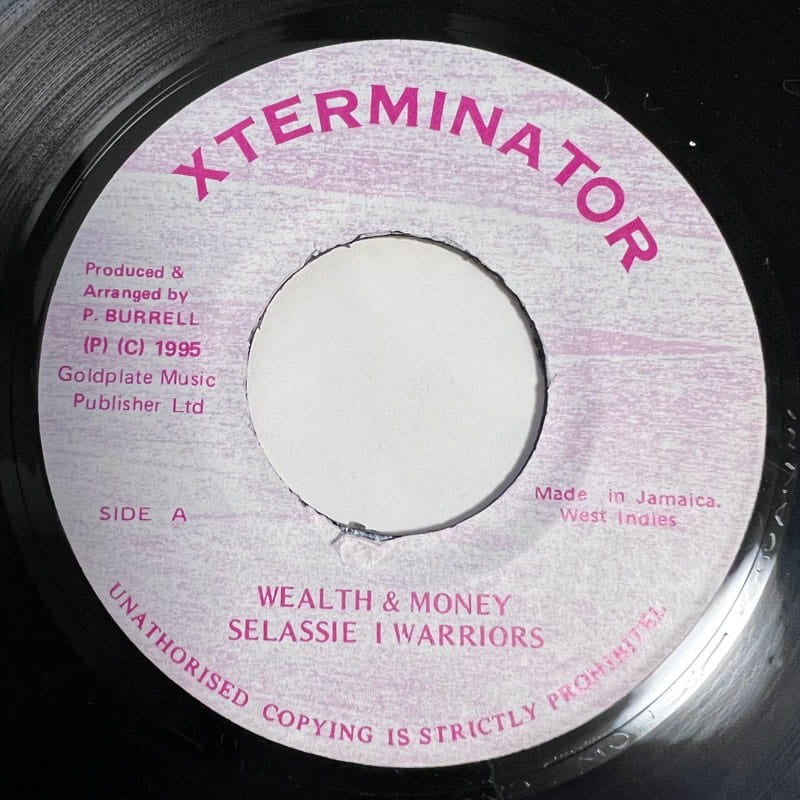 XTERMINATOR
Produced &
Arranged by
P. BURRELL
(P) (C) 1995
Goldplate Music
Publisher Ltd
SIDE A
Made in Jamaica.
West Indies
WEALTH & MONEY
SELASSIE I WARRIORS
UNATHORISED COPYING IS STRICTLY PROHIBITEL